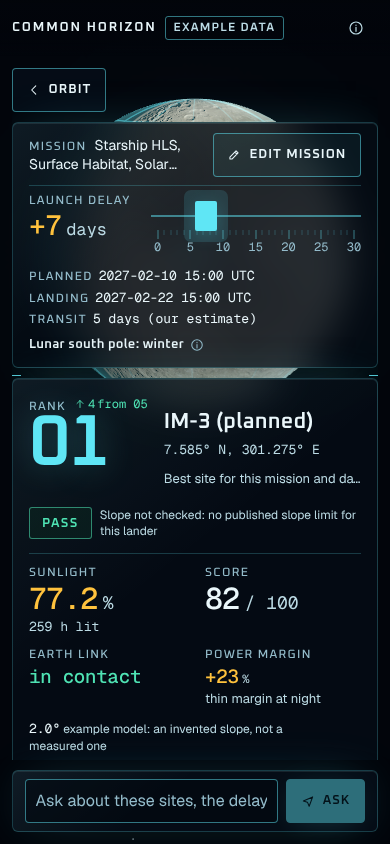 COMMON HORIZON EXAMPLE DATA
ORBIT
MISSION Starship HLS,
Surface Habitat, Solar…
EDIT MISSION
LAUNCH DELAY
+7 days
0 5 10 15 20 25 30
PLANNED 2027-02-10 15:00 UTC
LANDING 2027-02-22 15:00 UTC
TRANSIT 5 days (our estimate)
Lunar south pole: winter
RANK ↑ 4 from 05
01
IM-3 (planned)
7.585° N, 301.275° E
Best site for this mission and da…
PASS
Slope not checked: no published slope limit for
this lander
SUNLIGHT SCORE
77.2 % 82 / 100
259 h lit
EARTH LINK POWER MARGIN
in contact +23 %
thin margin at night
2.0° example model: an invented slope, not a
measured one
Ask about these sites, the delay
ASK